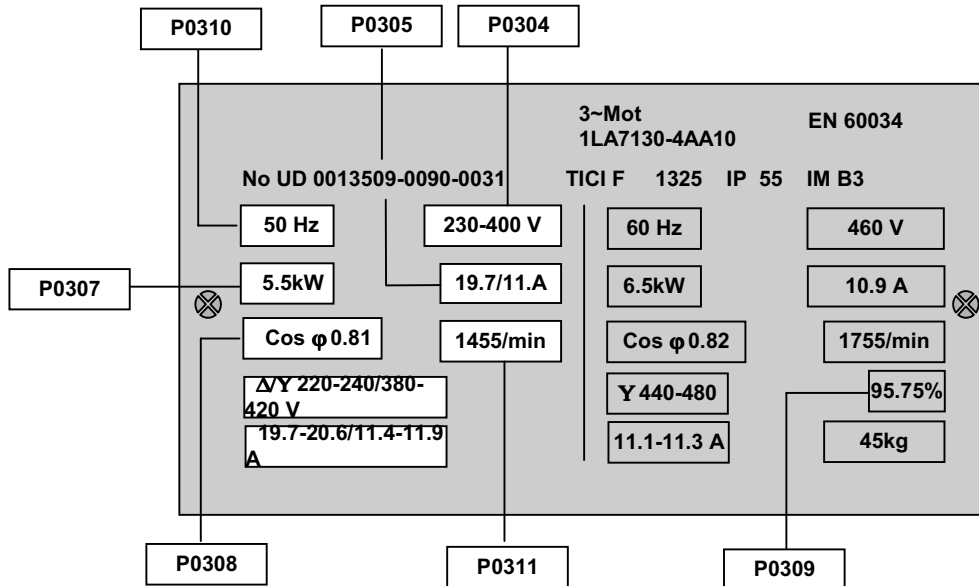 P0310
P0305
P0304
3~Mot
1LA7130-4AA10
EN 60034
No UD 0013509-0090-0031
TICI F 1325 IP 55 IM B3
50 Hz
230-400 V
60 Hz
460 V
P0307
5.5kW
19.7/11.A
6.5kW
10.9 A
Cos φ 0.81
1455/min
Cos φ 0.82
1755/min
Δ/Y 220-240/380-
420 V
Y 440-480
95.75%
19.7-20.6/11.4-11.9
A
11.1-11.3 A
45kg
P0308
P0311
P0309